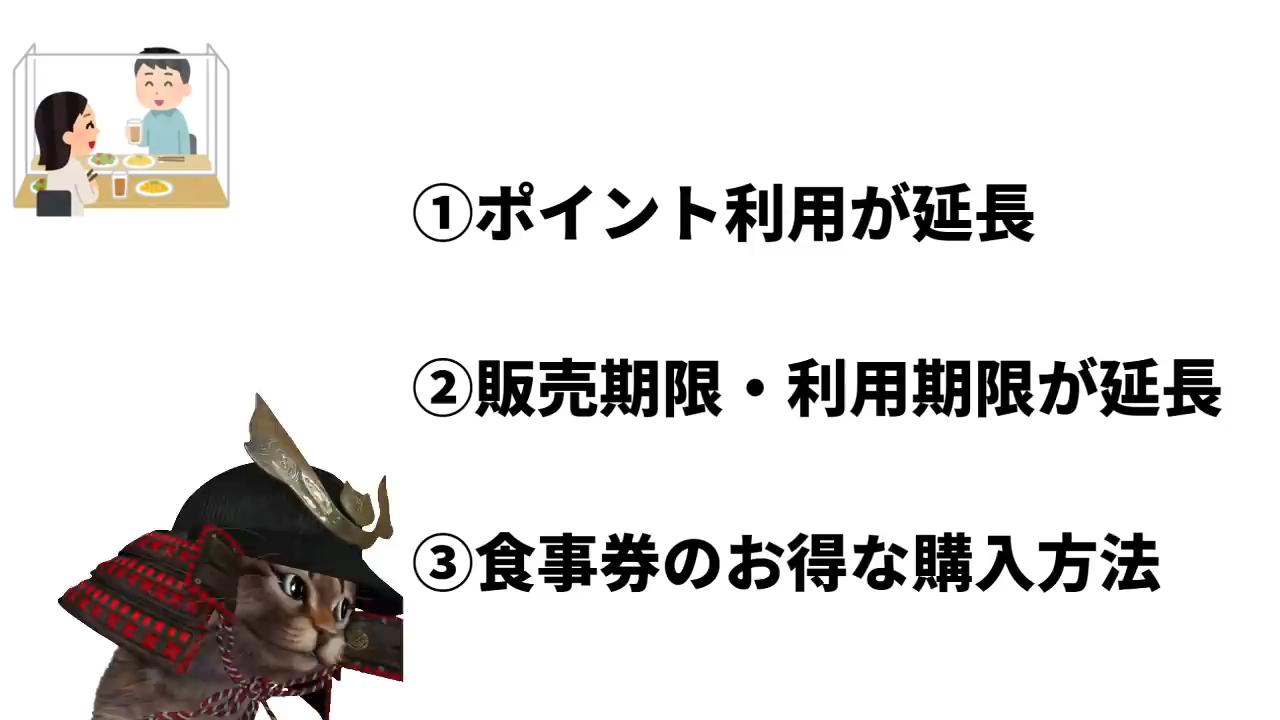 ①ポイント利用が延長
②販売期限・利用期限が延長
③食事券のお得な購入方法